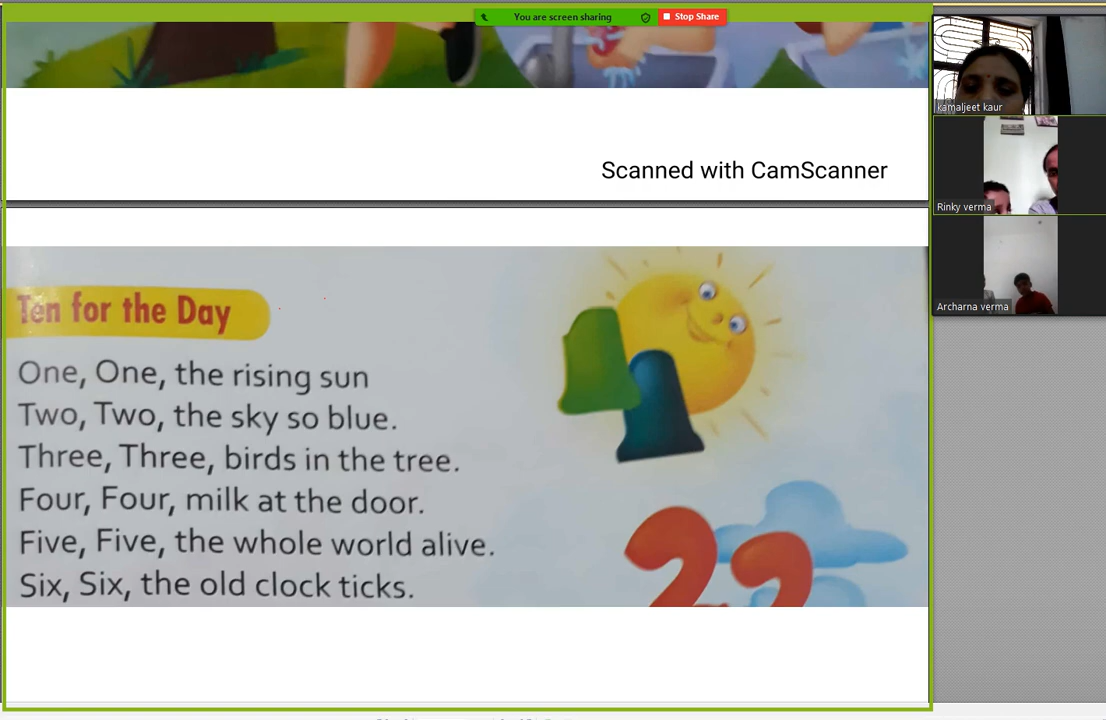 You are screen sharing
Stop Share
kamaljeet kaur
Scanned with CamScanner
Rinky verma
Archarna verma
Ten for the Day
One, One, the rising sun
Two, Two, the sky so blue.
Three, Three, birds in the tree.
Four, Four, milk at the door.
Five, Five, the whole world alive.
Six, Six, the old clock ticks.
11
22